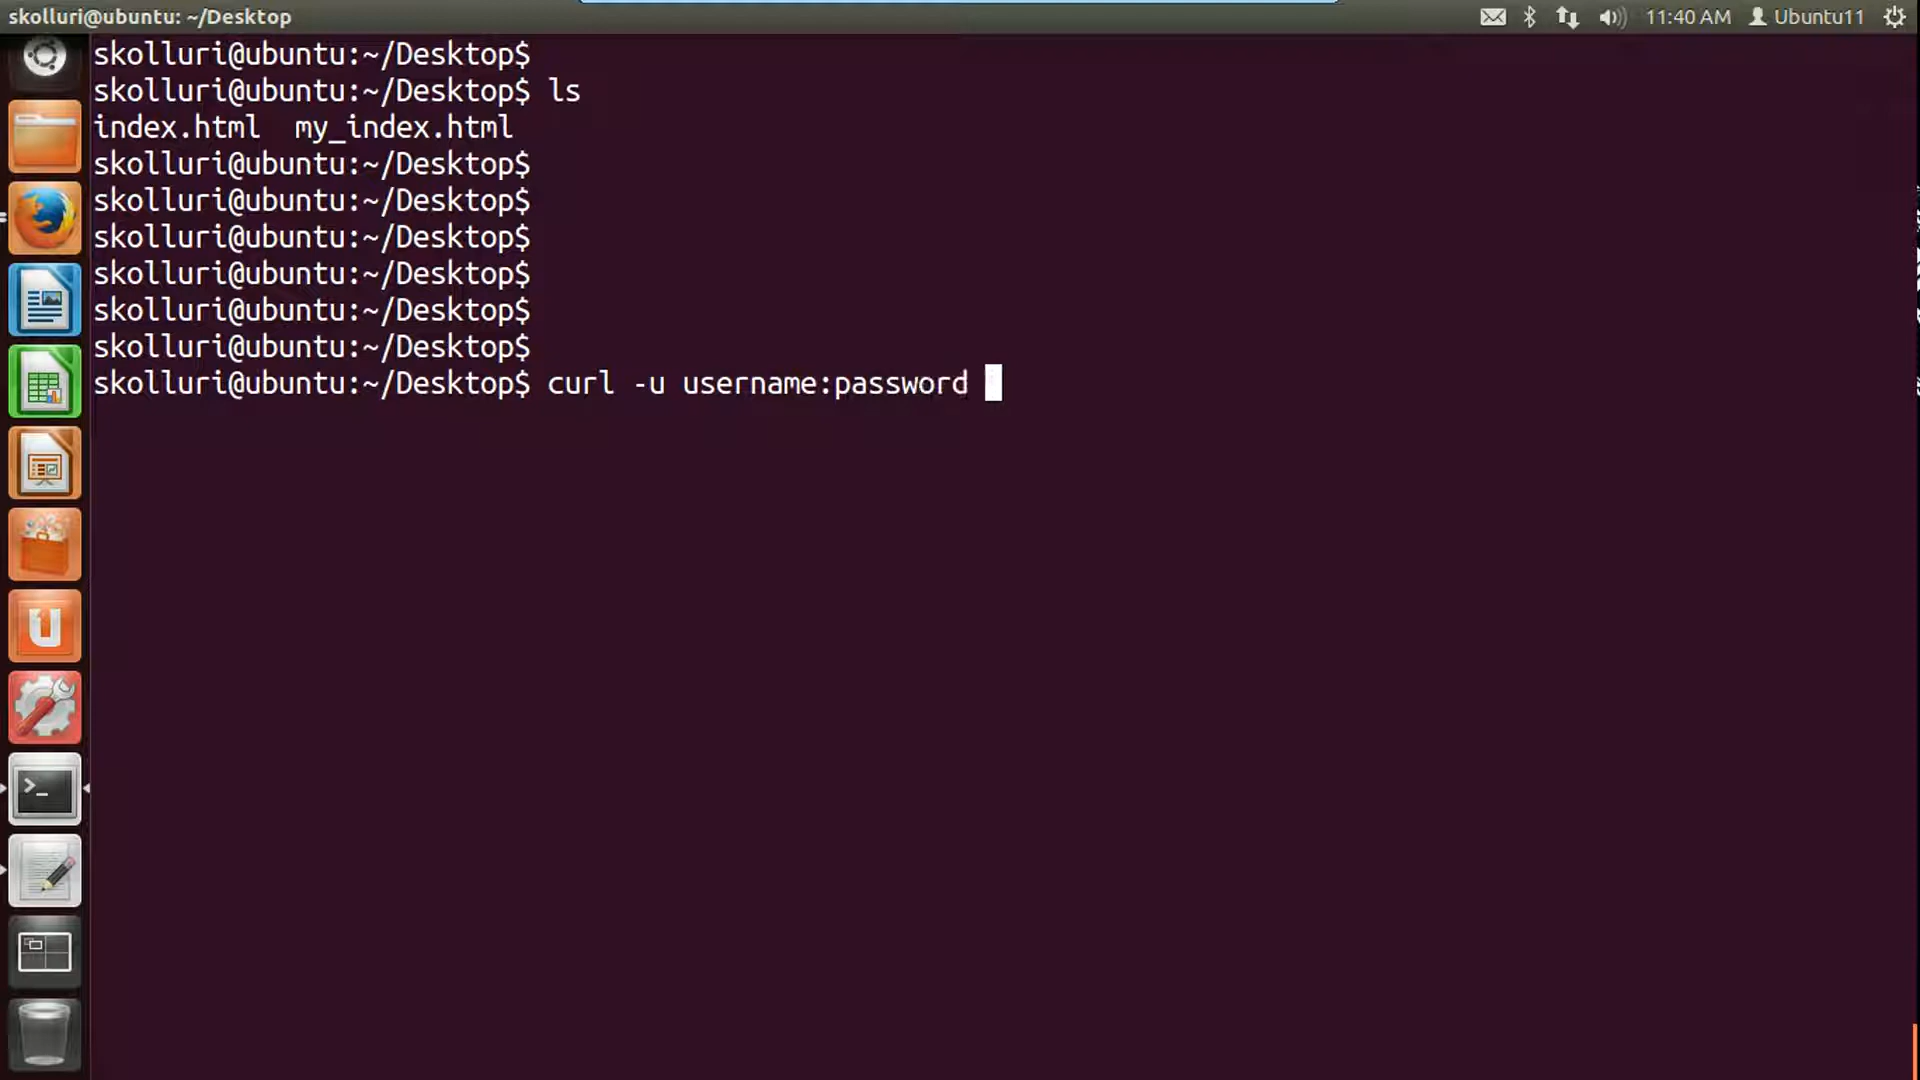 skolluri@ubuntu: ~/Desktop
11:40 AM
Ubuntu11
skolluri@ubuntu:~/Desktop$
skolluri@ubuntu:~/Desktop$ ls
index.html  my_index.html
skolluri@ubuntu:~/Desktop$
skolluri@ubuntu:~/Desktop$
skolluri@ubuntu:~/Desktop$
skolluri@ubuntu:~/Desktop$
skolluri@ubuntu:~/Desktop$
skolluri@ubuntu:~/Desktop$
skolluri@ubuntu:~/Desktop$ curl -u username:password